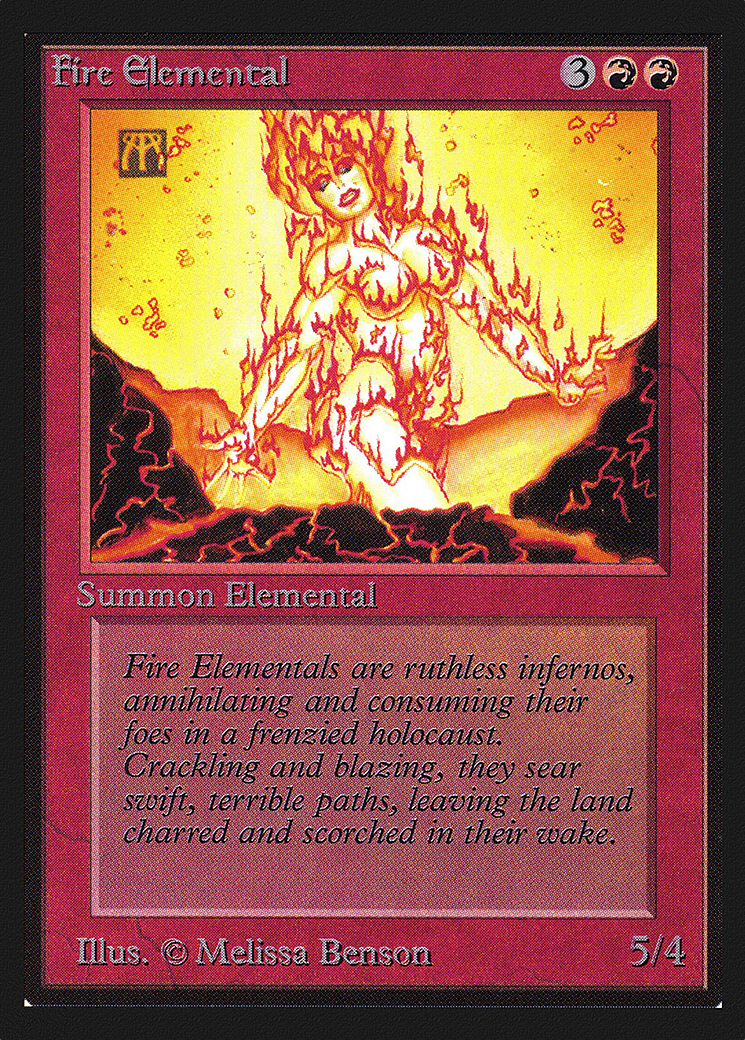 Fire Elemental 3
Summon Elemental
Fire Elementals are ruthless infernos,
annihilating and consuming their
foes in a frenzied holocaust.
Crackling and blazing, they sear
swift, terrible paths, leaving the land
charred and scorched in their wake.
Illus. © Melissa Benson 5/4